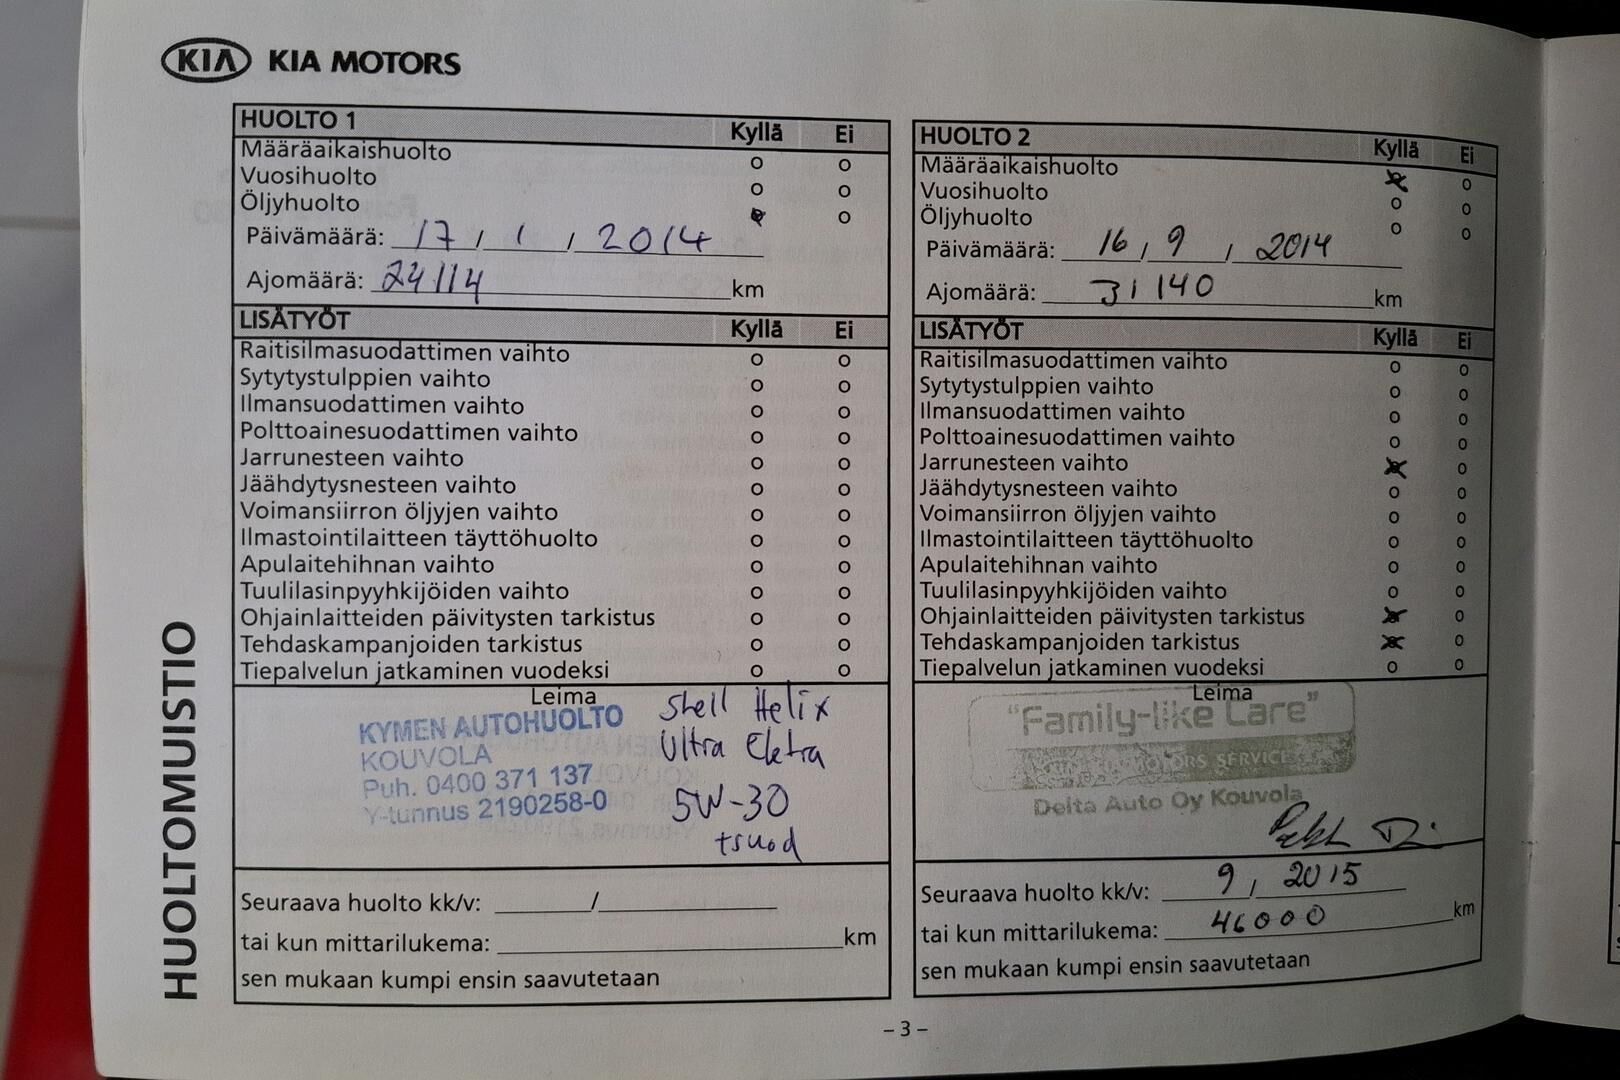 KIA KIA MOTORS
HUOLTOMUISTIO
HUOLTO 1 Kyllä Ei
Määräaikaishuolto o o
Vuosihuolto o o
Öljyhuolto o
Päivämäärä: 17 / 1 / 2014
Ajomäärä: 24114 km
LISÄTYÖT Kyllä Ei
Raitisilmasuodattimen vaihto o o
Sytytystulppien vaihto o o
Ilmansuodattimen vaihto o o
Polttoainesuodattimen vaihto o o
Jarrunesteen vaihto o o
Jäähdytysnesteen vaihto o o
Voimansiirron öljyjen vaihto o o
Ilmastointilaitteen täyttöhuolto o o
Apulaitehihnan vaihto o o
Tuulilasinpyyhkijöiden vaihto o o
Ohjainlaitteiden päivitysten tarkistus o o
Tehdaskampanjoiden tarkistus o o
Tiepalvelun jatkaminen vuodeksi o o
Leima
KYMEN AUTOHUOLTO
KOUVOLA
Puh. 0400 371 137
Y-tunnus 2190258-0
Shell Helix
Ultra Ektra
5W-30
+suod
Seuraava huolto kk/v: /
tai kun mittarilukema: km
sen mukaan kumpi ensin saavutetaan
HUOLTO 2 Kyllä Ei
Määräaikaishuolto o
Vuosihuolto o o
Öljyhuolto o o
Päivämäärä: 16 / 9 / 2014
Ajomäärä: 31 140 km
LISÄTYÖT Kyllä Ei
Raitisilmasuodattimen vaihto o o
Sytytystulppien vaihto o o
Ilmansuodattimen vaihto o o
Polttoainesuodattimen vaihto o o
Jarrunesteen vaihto o
Jäähdytysnesteen vaihto o o
Voimansiirron öljyjen vaihto o o
Ilmastointilaitteen täyttöhuolto o o
Apulaitehihnan vaihto o o
Tuulilasinpyyhkijöiden vaihto o o
Ohjainlaitteiden päivitysten tarkistus o
Tehdaskampanjoiden tarkistus o
Tiepalvelun jatkaminen vuodeksi o o
Leima
"Family-like Care"
MOTORS SERVICE
Delta Auto Oy Kouvola
Seuraava huolto kk/v: 9 / 2015
tai kun mittarilukema: 46000 km
sen mukaan kumpi ensin saavutetaan
- 3 -